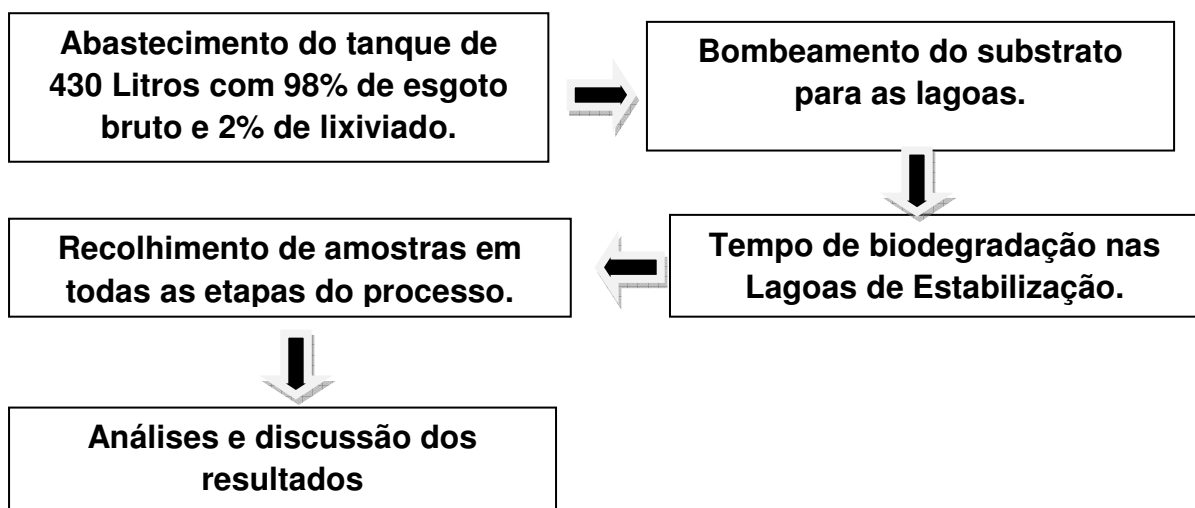 Abastecimento do tanque de
430 Litros com 98% de esgoto
bruto e 2% de lixiviado.
Bombeamento do substrato
para as lagoas.
Tempo de biodegradação nas
Lagoas de Estabilização.
Recolhimento de amostras em
todas as etapas do processo.
Análises e discussão dos
resultados